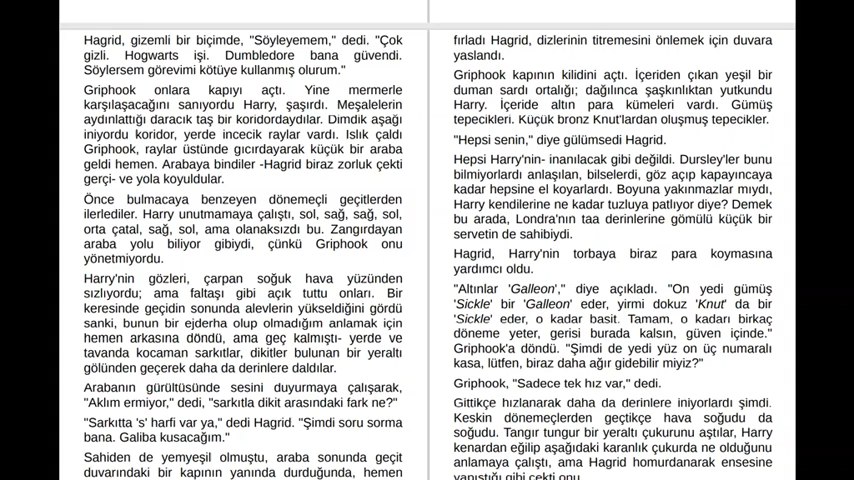 Hagrid, gizemli bir biçimde, "Söyleyemem," dedi. "Çok
gizli. Hogwarts işi. Dumbledore bana güvendi.
Söylersem görevimi kötüye kullanmış olurum."
Griphook onlara kapıyı açtı. Yine mermerle
karşılaşacağını sanıyordu Harry, şaşırdı. Meşalelerin
aydınlattığı daracık taş bir koridordaydılar. Dimdik aşağı
iniyordu koridor, yerde incecik raylar vardı. Islık çaldı
Griphook, raylar üstünde gıcırdayarak küçük bir araba
geldi hemen. Arabaya bindiler -Hagrid biraz zorluk çekti
gerçi- ve yola koyuldular.
Önce bulmacaya benzeyen dönemeçli geçitlerden
ilerlediler. Harry unutmamaya çalıştı, sol, sağ, sağ, sol,
orta çatal, sağ, sol, ama olanaksızdı bu. Zangırdayan
araba yolu biliyor gibiydi, çünkü Griphook onu
yönetmiyordu.
Harry'nin gözleri, çarpan soğuk hava yüzünden
sızlıyordu; ama faltaşı gibi açık tuttu onları. Bir
keresinde geçidin sonunda alevlerin yükseldiğini gördü
sanki, bunun bir ejderha olup olmadığım anlamak için
hemen arkasına döndü, ama geç kalmıştı- yerde ve
tavanda kocaman sarkıtlar, dikitler bulunan bir yeraltı
gölünden geçerek daha da derinlere daldılar.
Arabanın gürültüsünde sesini duyurmaya çalışarak,
"Aklım ermiyor," dedi, "sarkıtla dikit arasındaki fark ne?"
"Sarkıtta 's' harfi var ya," dedi Hagrid. "Şimdi soru sorma
bana. Galiba kusacağım."
Sahiden de yemyeşil olmuştu, araba sonunda geçit
duvarındaki bir kapının yanında durduğunda, hemen
fırladı Hagrid, dizlerinin titremesini önlemek için duvara
yaslandı.
Griphook kapının kilidini açtı. İçeriden çıkan yeşil bir
duman sardı ortalığı; dağılınca şaşkınlıktan yutkundu
Harry. İçeride altın para kümeleri vardı. Gümüş
tepecikleri. Küçük bronz Knut'lardan oluşmuş tepecikler.
"Hepsi senin," diye gülümsedi Hagrid.
Hepsi Harry'nin- inanılacak gibi değildi. Dursley'ler bunu
bilmiyorlardı anlaşılan, bilselerdi, göz açıp kapayıncaya
kadar hepsine el koyarlardı. Boyuna yakınmazlar mıydı,
Harry kendilerine ne kadar tuzluya patlıyor diye? Demek
bu arada, Londra'nın taa derinlerine gömülü küçük bir
servetin de sahibiydi.
Hagrid, Harry'nin torbaya biraz para koymasına
yardımcı oldu.
"Altınlar 'Galleon'," diye açıkladı. "On yedi gümüş
'Sickle' bir 'Galleon' eder, yirmi dokuz 'Knut' da bir
'Sickle' eder, o kadar basit. Tamam, o kadarı birkaç
döneme yeter, gerisi burada kalsın, güven içinde."
Griphook'a döndü. "Şimdi de yedi yüz on üç numaralı
kasa, lütfen, biraz daha ağır gidebilir miyiz?"
Griphook, "Sadece tek hız var," dedi.
Gittikçe hızlanarak daha da derinlere iniyorlardı şimdi.
Keskin dönemeçlerden geçtikçe hava soğudu da
soğudu. Tangır tungur bir yeraltı çukurunu aştılar, Harry
kenardan eğilip aşağıdaki karanlık çukurda ne olduğunu
anlamaya çalıştı, ama Hagrid homurdanarak ensesine
yapıştığı gibi çekti onu.